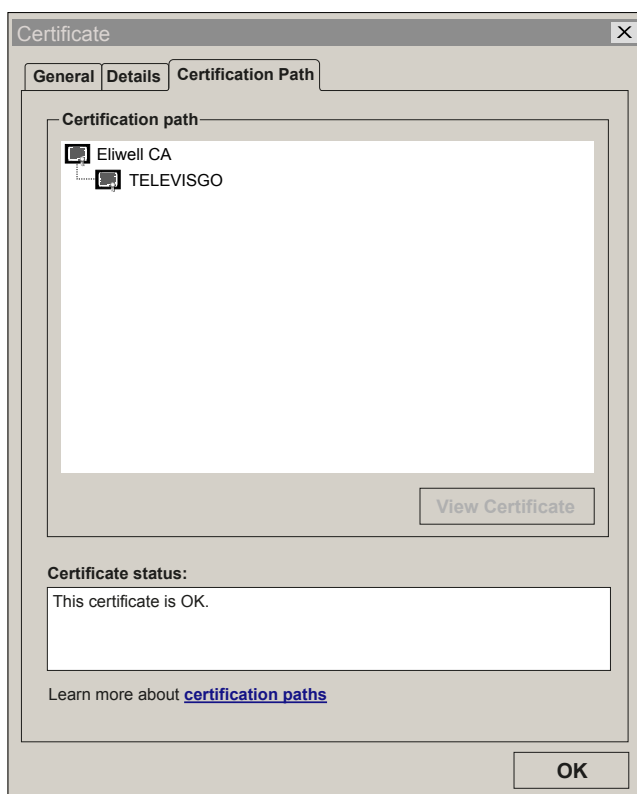 Certificate
General Details Certification Path
Certification path
Eliwell CA
TELEVISGO
View Certificate
Certificate status:
This certificate is OK.
Learn more about certification paths
OK